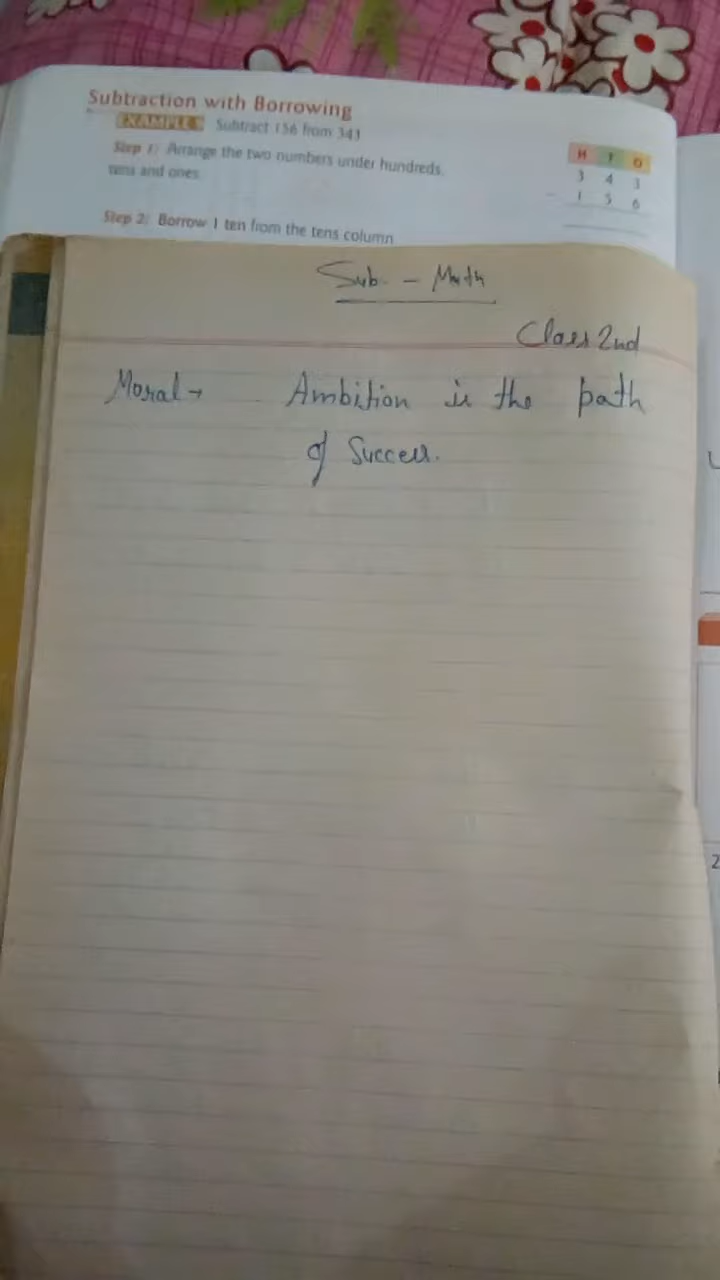 Subtraction with Borrowing
EXAMPLE Subtract 156 from 343
Step 1: Arrange the two numbers under hundreds,
tens and ones
H T O
3 4 3
- 1 5 6
Step 2: Borrow 1 ten from the tens column
Sub - Math
Class 2nd
Moral → Ambition is the path
of Success.
2